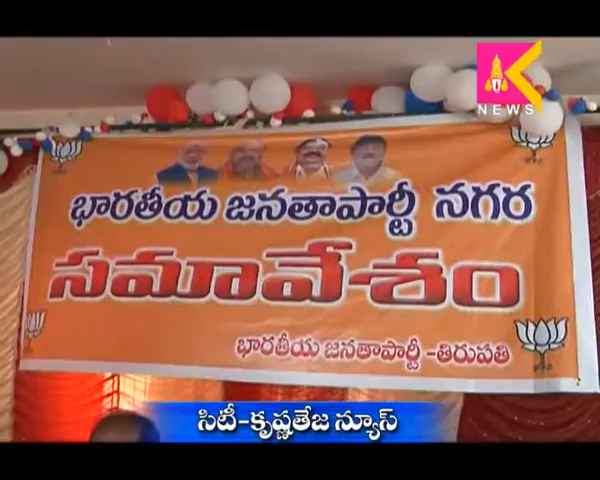 K
NEWS
భారతీయ జనతాపార్టీ నగర
సమావేశం
భారతీయ జనతాపార్టీ -తిరుపతి
సిటీ-కృష్ణతేజ న్యూస్